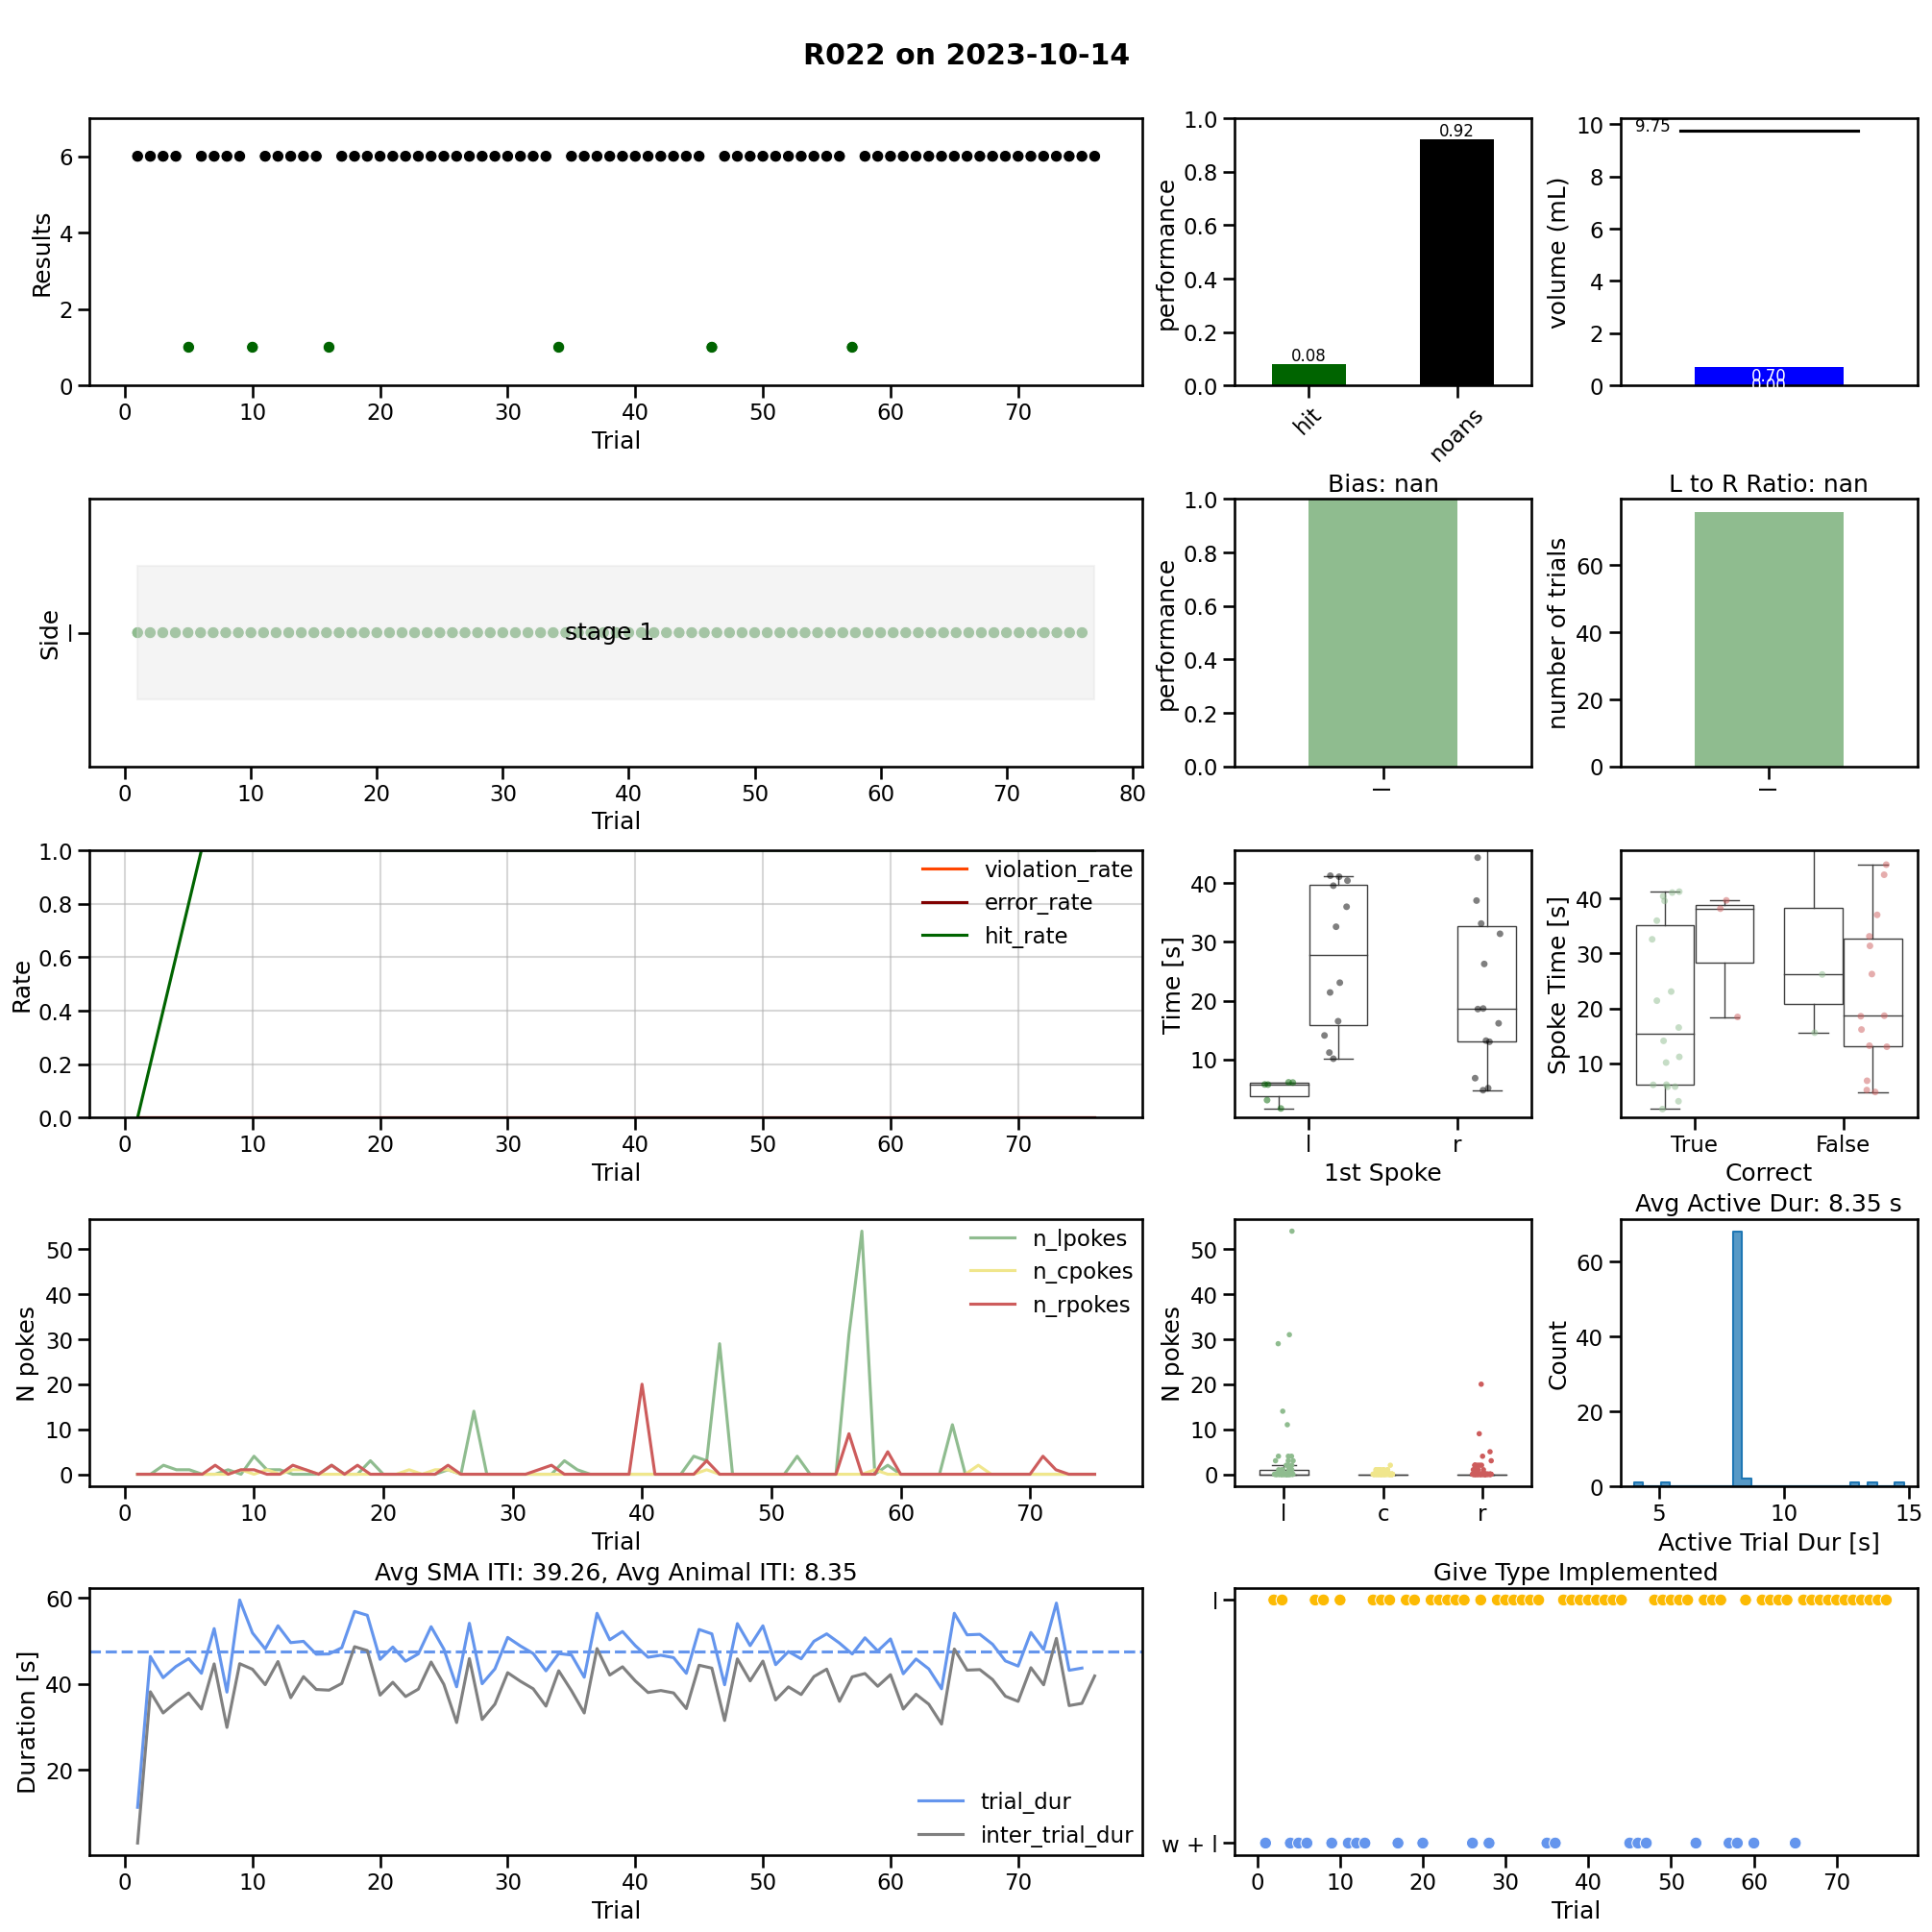 R022 on 2023-10-14
Results
6
4
2
0
0 10 20 30 40 50 60 70
Trial
performance
1.0
0.8
0.6
0.4
0.2
0.0
0.08
0.92
hit
noans
volume (mL)
10
8
6
4
2
0
9.75
0.70
0.00
Side
l
stage 1
0 10 20 30 40 50 60 70 80
Trial
Bias: nan
performance
1.0
0.8
0.6
0.4
0.2
0.0
l
L to R Ratio: nan
number of trials
60
40
20
0
l
Rate
1.0
0.8
0.6
0.4
0.2
0.0
violation_rate
error_rate
hit_rate
0 10 20 30 40 50 60 70
Trial
Time [s]
40
30
20
10
l r
1st Spoke
Spoke Time [s]
40
30
20
10
True False
Correct
N pokes
50
40
30
20
10
0
n_lpokes
n_cpokes
n_rpokes
0 10 20 30 40 50 60 70
Trial
N pokes
50
40
30
20
10
0
l c r
Avg Active Dur: 8.35 s
Count
60
40
20
0
5 10 15
Active Trial Dur [s]
Avg SMA ITI: 39.26, Avg Animal ITI: 8.35
Duration [s]
60
40
20
trial_dur
inter_trial_dur
0 10 20 30 40 50 60 70
Trial
Give Type Implemented
l
w + l
0 10 20 30 40 50 60 70
Trial